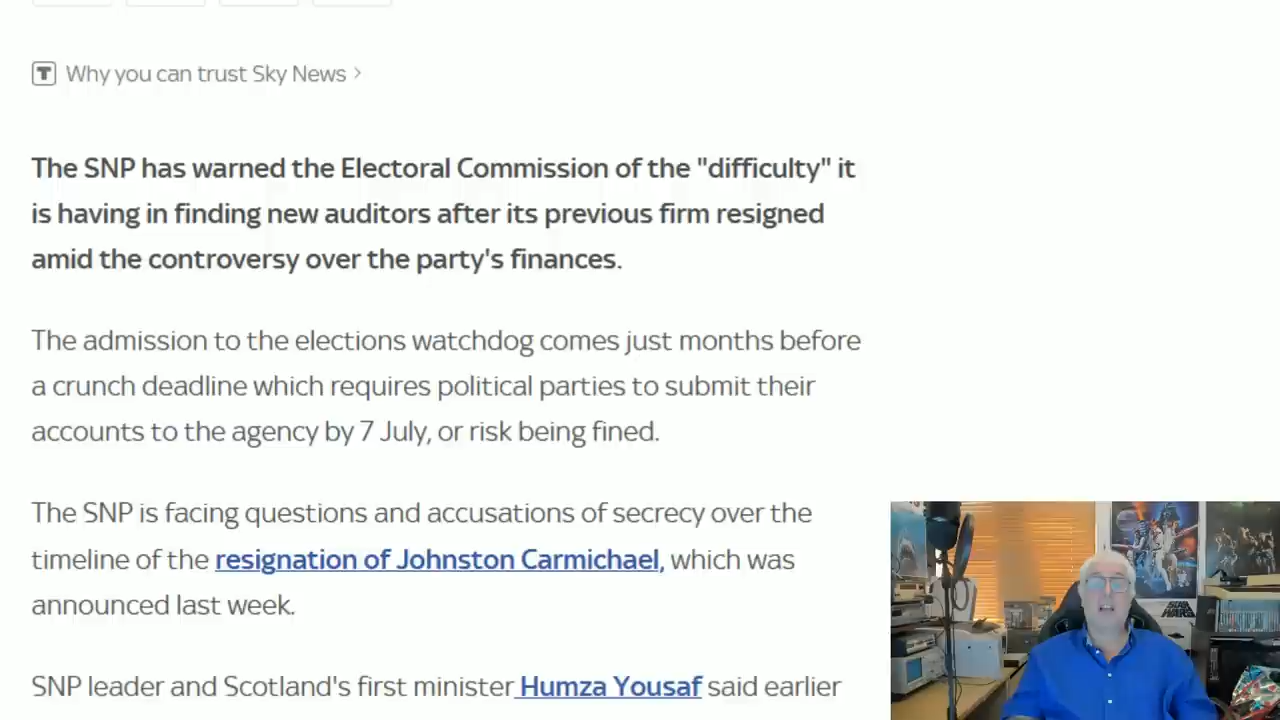 T Why you can trust Sky News >
The SNP has warned the Electoral Commission of the "difficulty" it
is having in finding new auditors after its previous firm resigned
amid the controversy over the party's finances.
The admission to the elections watchdog comes just months before
a crunch deadline which requires political parties to submit their
accounts to the agency by 7 July, or risk being fined.
The SNP is facing questions and accusations of secrecy over the
timeline of the resignation of Johnston Carmichael, which was
announced last week.
SNP leader and Scotland's first minister Humza Yousaf said earlier
STAR
WARS